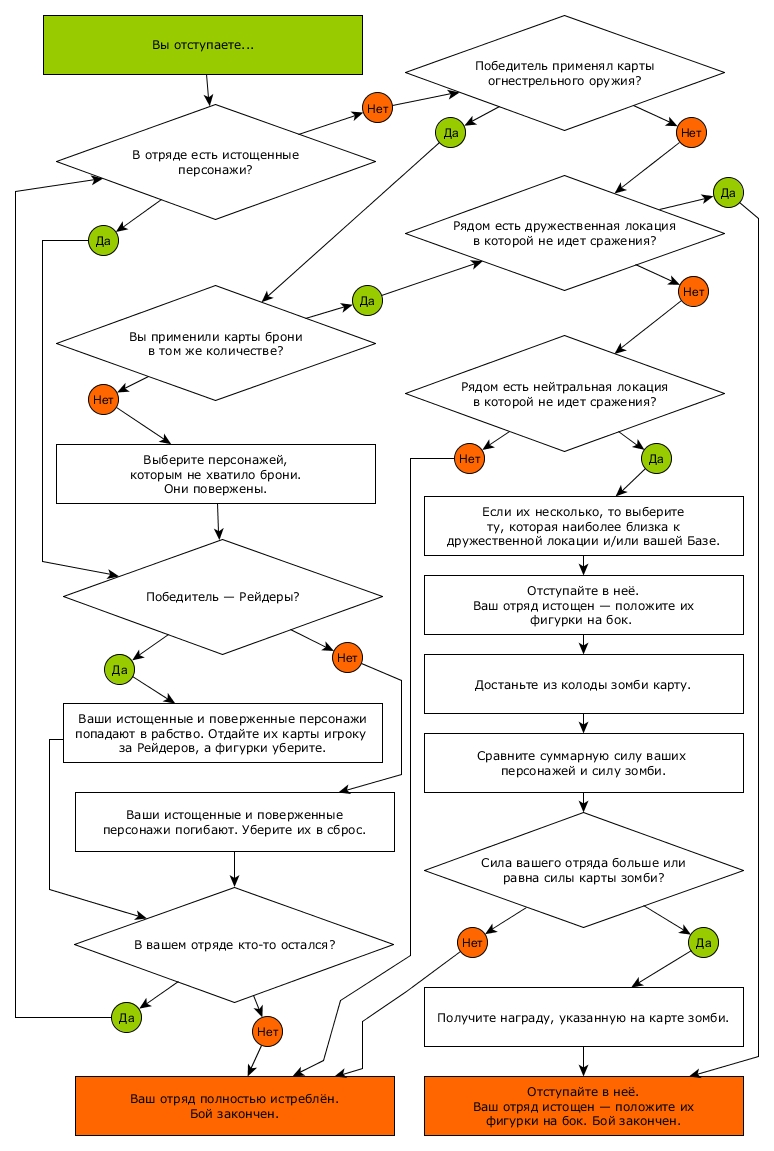 Вы отступаете...
Победитель применял карты
огнестрельного оружия?
Нет
Да
Нет
В отряде есть истощенные
персонажи?
Да
Рядом есть дружественная локация
в которой не идет сражения?
Да
Нет
Да
Вы применили карты брони
в том же количестве?
Нет
Рядом есть нейтральная локация
в которой не идет сражения?
Нет
Да
Выберите персонажей,
которым не хватило брони.
Они повержены.
Если их несколько, то выберите
ту, которая наиболее близка к
дружественной локации и/или вашей Базе.
Победитель — Рейдеры?
Отступайте в неё.
Ваш отряд истощен — положите их
фигурки на бок.
Да
Нет
Достаньте из колоды зомби карту.
Ваши истощенные и поверженные персонажи
попадают в рабство. Отдайте их карты игроку
за Рейдеров, а фигурки уберите.
Сравните суммарную силу ваших
персонажей и силу зомби.
Ваши истощенные и поверженные
персонажи погибают. Уберите их в сброс.
Сила вашего отряда больше или
равна силы карты зомби?
В вашем отряде кто-то остался?
Нет
Да
Да
Нет
Получите награду, указанную на карте зомби.
Ваш отряд полностью истреблён.
Бой закончен.
Отступайте в неё.
Ваш отряд истощен — положите их
фигурки на бок. Бой закончен.